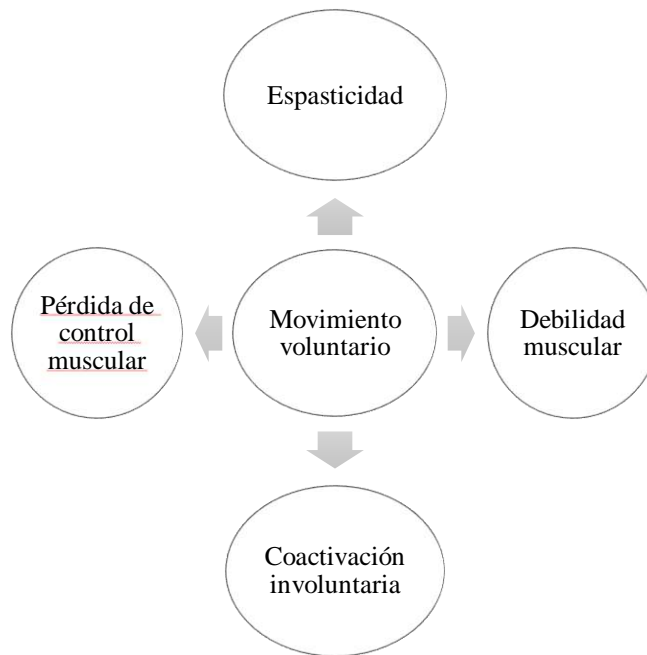 Espasticidad
Pérdida de
control
muscular
Movimiento
voluntario
Debilidad
muscular
Coactivación
involuntaria